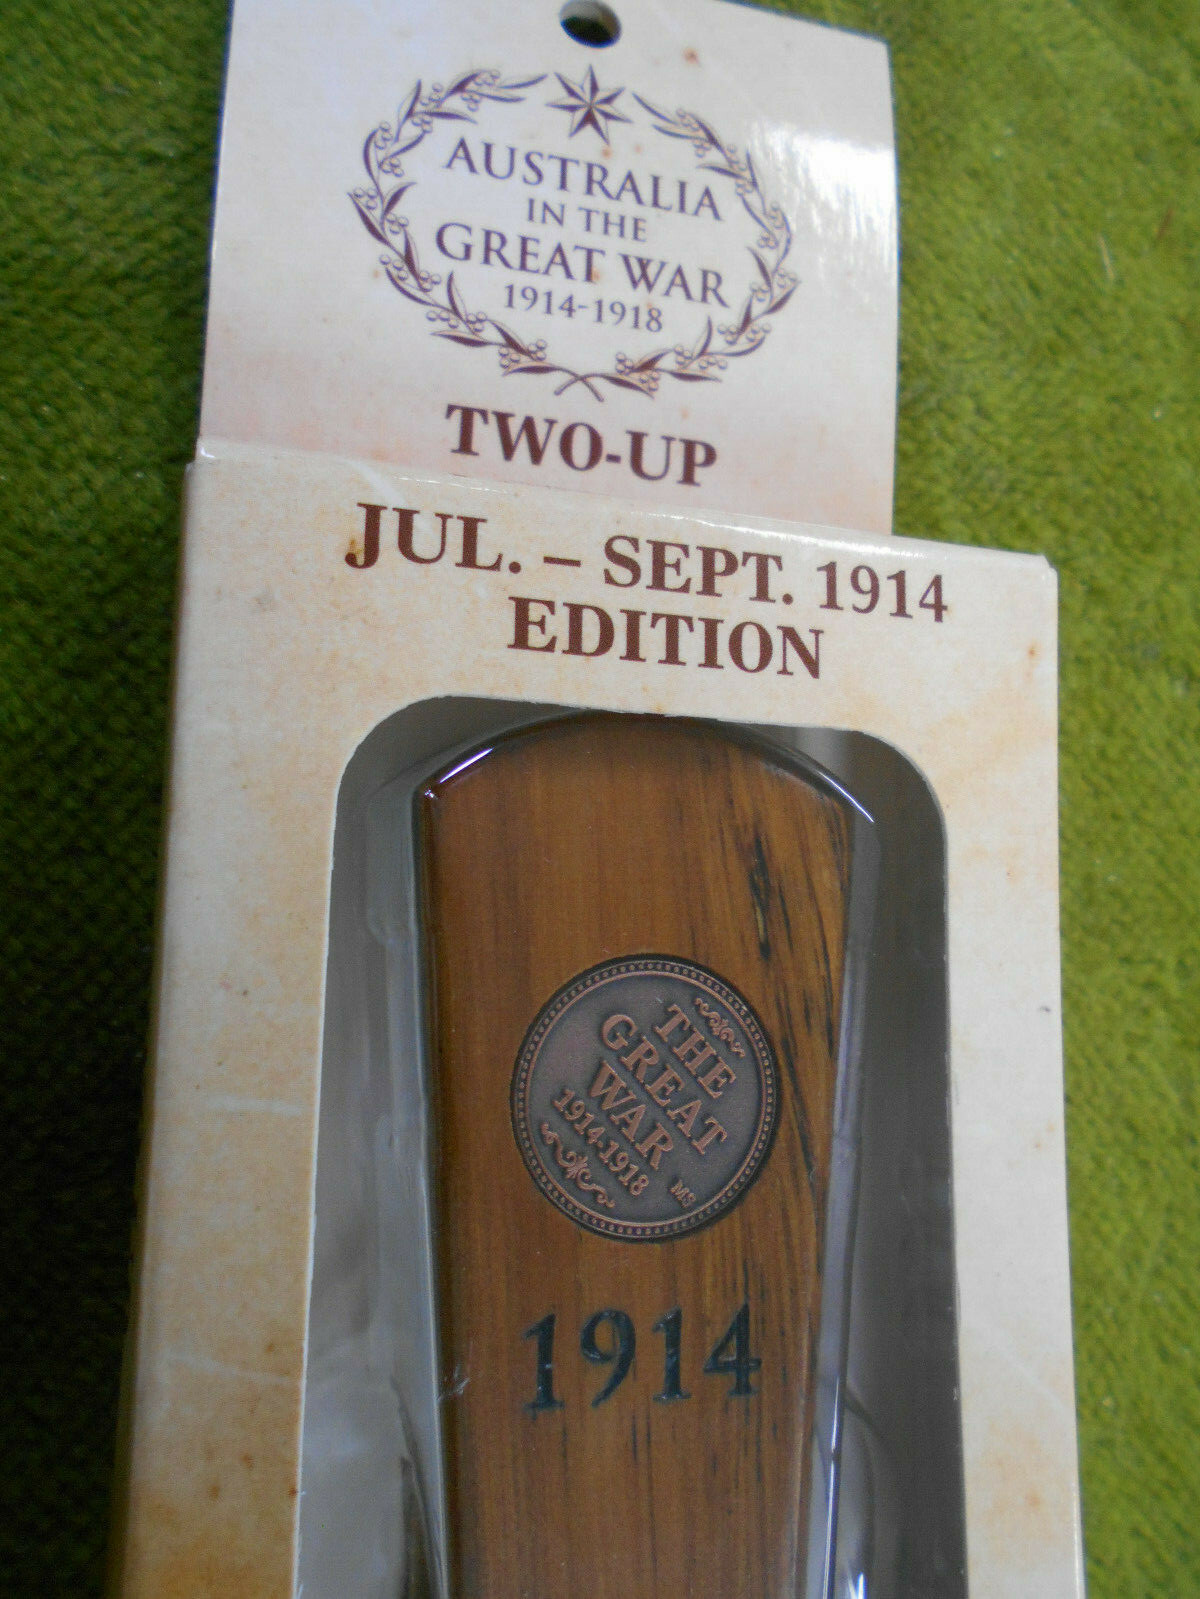 AUSTRALIA
IN THE
GREAT WAR
1914-1918
TWO-UP
JUL. – SEPT. 1914
EDITION
THE
GREAT
WAR
1914-1918
MS
1914